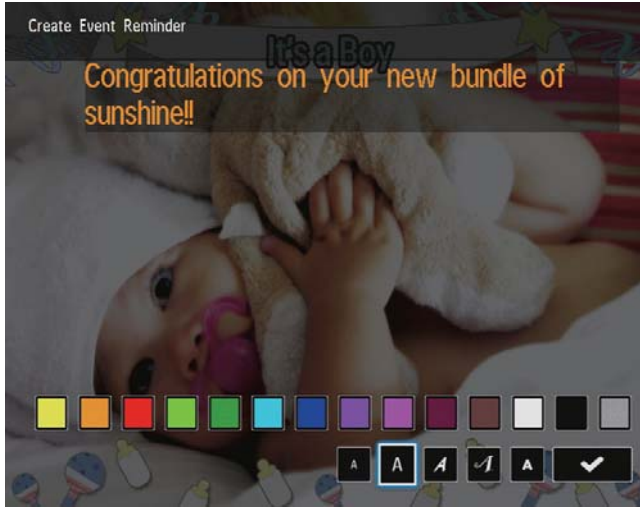 Create Event Reminder
It's a Boy
Congratulations on your new bundle of
sunshine!!
A A A A A